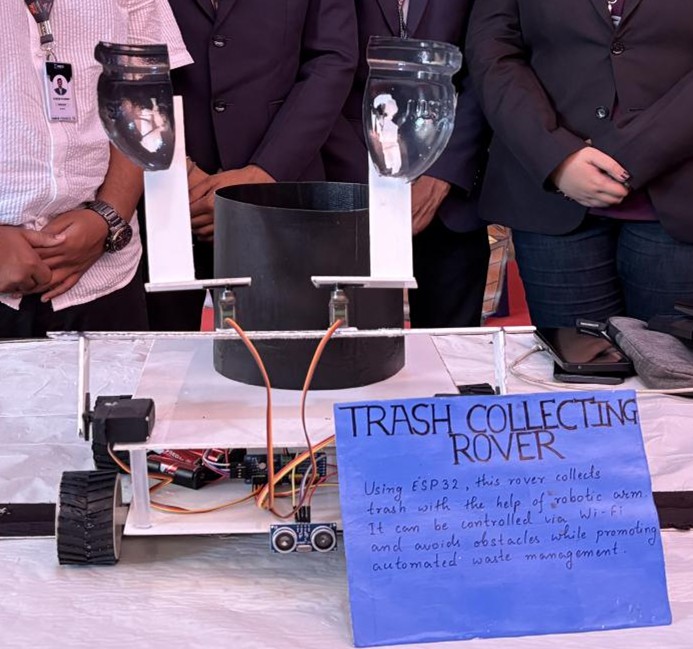 TRASH COLLECTING
ROVER
Using ESP32, this rover collects
trash with the help of robotic arm.
It can be controlled via Wi-Fi
and avoids obstacles while promoting
automated waste management.